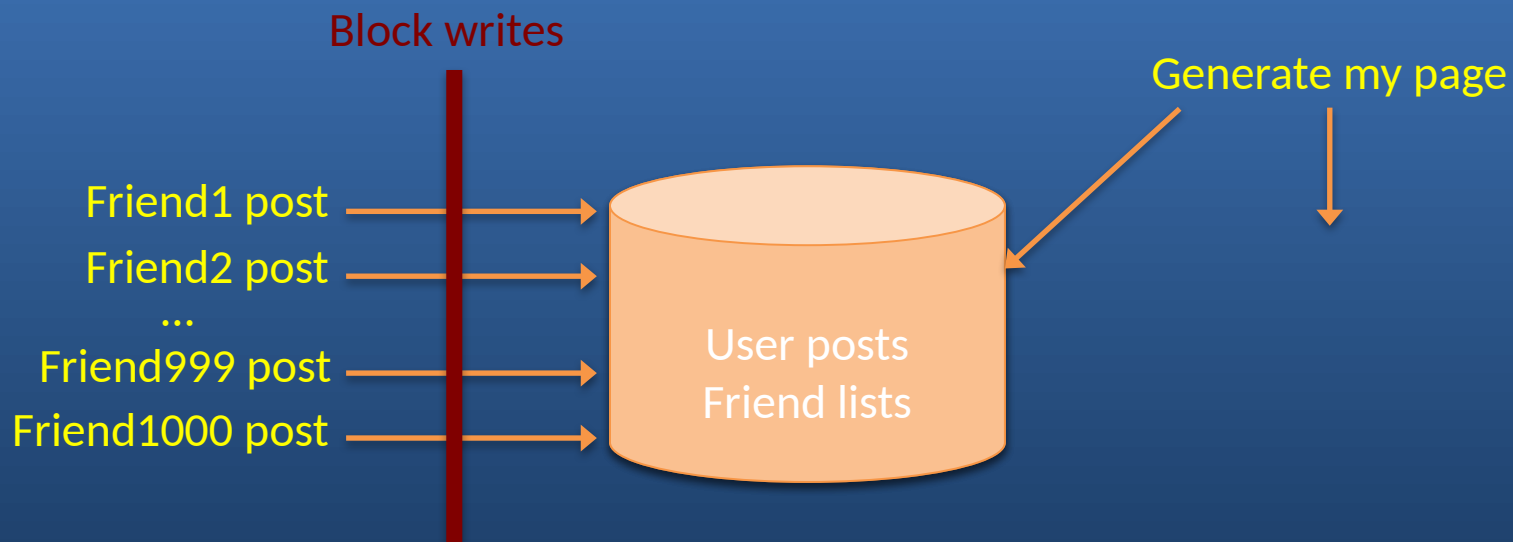 Block writes
Generate my page
Friend1 post
Friend2 post
...
Friend999 post
Friend1000 post
User posts
Friend lists